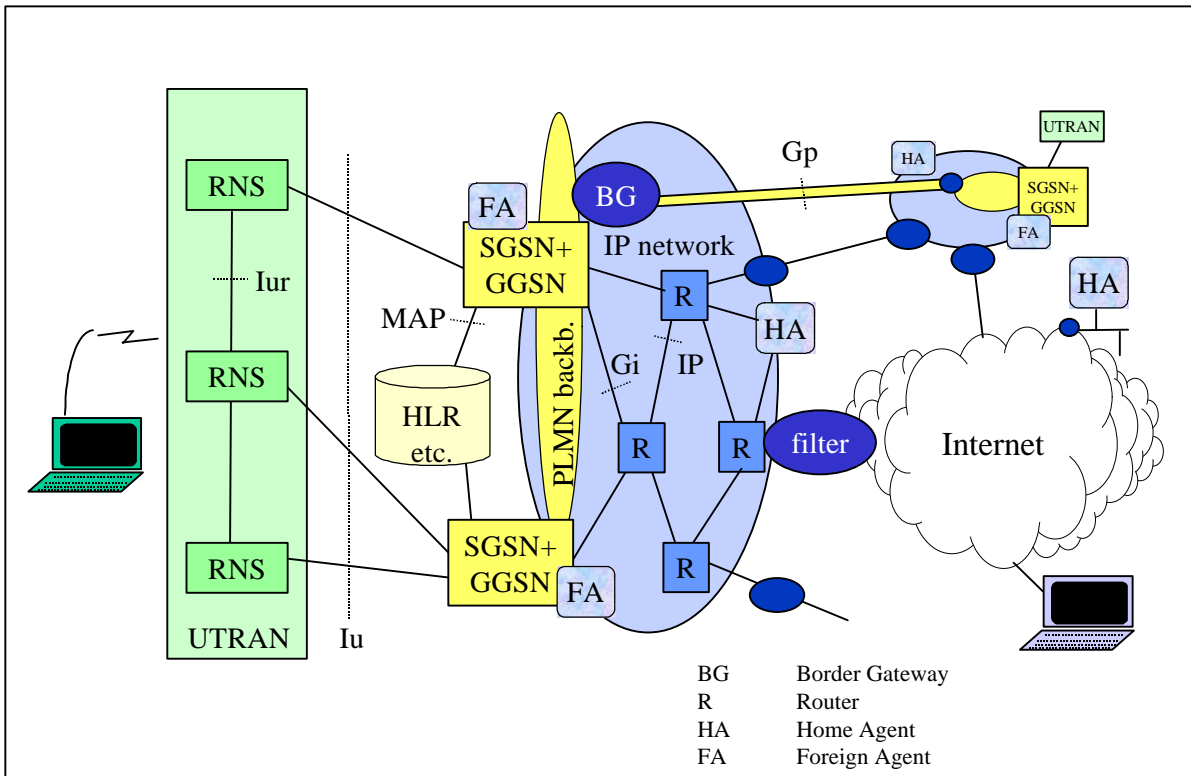 UTRAN
Gp
HA
RNS
BG
SGSN+
GGSN
FA
FA
IP network
SGSN+
GGSN
Iur
R
HA
MAP
HA
Gi
IP
RNS
PLMN backb.
HLR
etc.
R
R
filter
Internet
SGSN+
GGSN
RNS
R
FA
UTRAN
Iu
BG Border Gateway
R Router
HA Home Agent
FA Foreign Agent